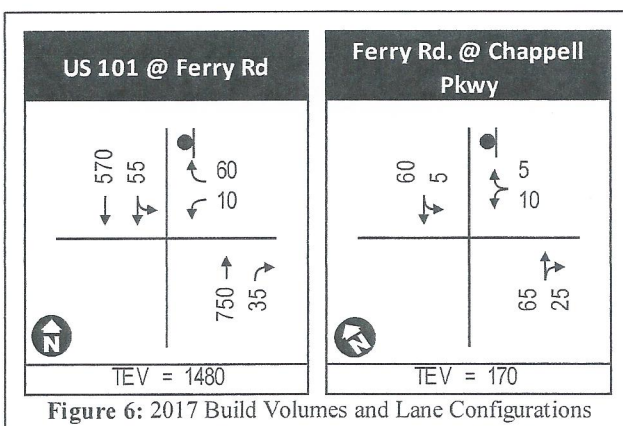 US 101 @ Ferry Rd
570
55
60
10
750
35
N
TEV = 1480
Ferry Rd. @ Chappell
Pkwy
60
5
5
10
65
25
N
TEV = 170
Figure 6: 2017 Build Volumes and Lane Configurations